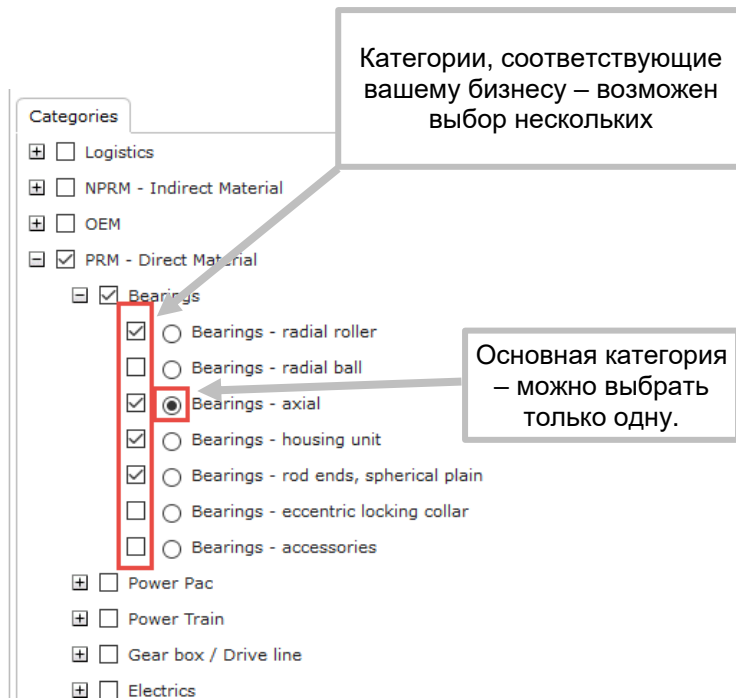 Категории, соответствующие
вашему бизнесу – возможен
выбор нескольких
Categories
Logistics
NPRM - Indirect Material
OEM
PRM - Direct Material
Bearings
Bearings - radial roller
Bearings - radial ball
Основная категория
– можно выбрать
только одну.
Bearings - axial
Bearings - housing unit
Bearings - rod ends, spherical plain
Bearings - eccentric locking collar
Bearings - accessories
Power Pac
Power Train
Gear box / Drive line
Electrics